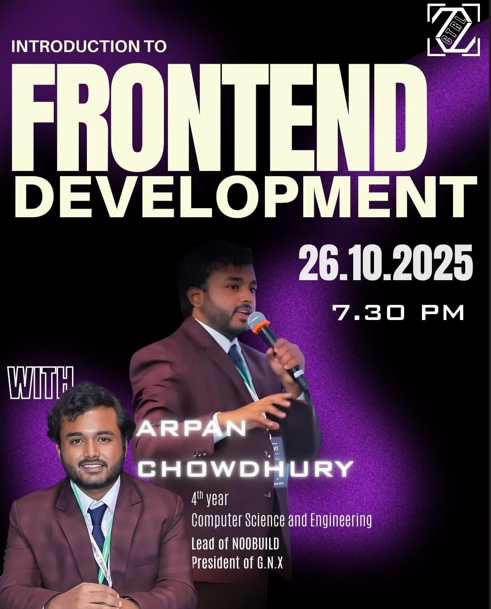 CTRL
Z
INTRODUCTION TO
FRONTEND
DEVELOPMENT
26.10.2025
7.30 PM
WITH
ARPAN
CHOWDHURY
4th year
Computer Science and Engineering
Lead of NOOBUILD
President of G.N.X